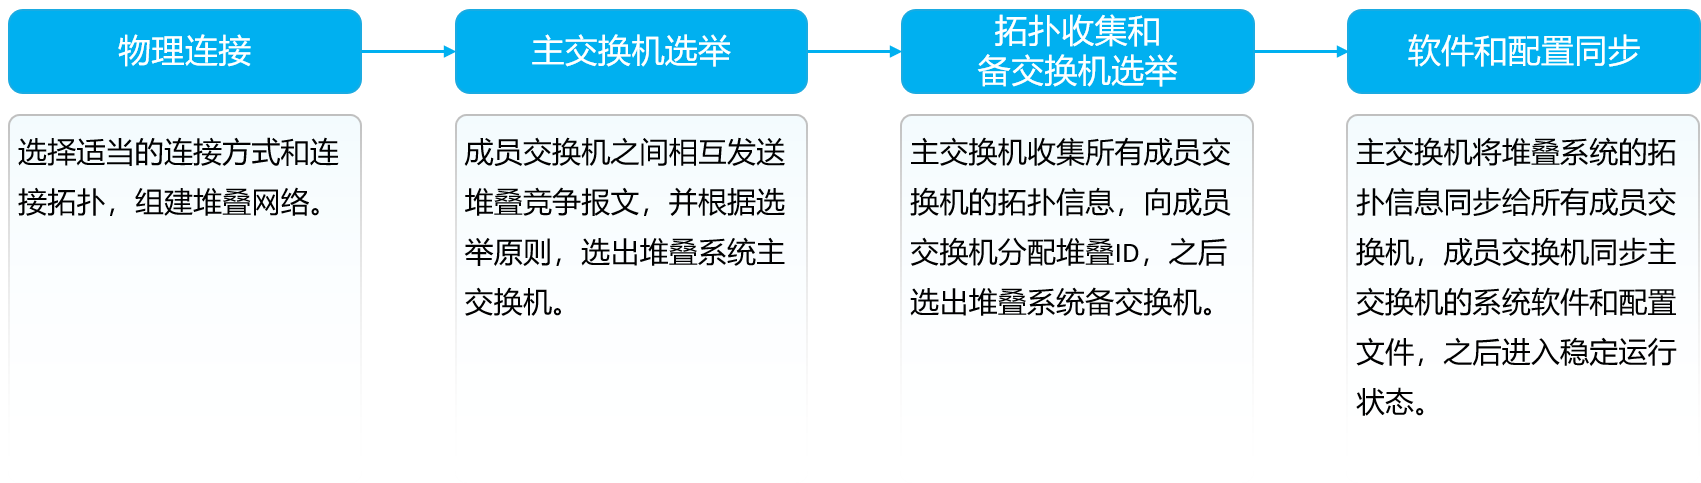 物理连接
主交换机选举
拓扑收集和
备交换机选举
软件和配置同步
选择适当的连接方式和连
接拓扑，组建堆叠网络。
成员交换机之间相互发送
堆叠竞争报文，并根据选
举原则，选出堆叠系统主
交换机。
主交换机收集所有成员交
换机的拓扑信息，向成员
交换机分配堆叠ID，之后
选出堆叠系统备交换机。
主交换机将堆叠系统的拓
扑信息同步给所有成员交
换机，成员交换机同步主
交换机的系统软件和配置
文件，之后进入稳定运行
状态。